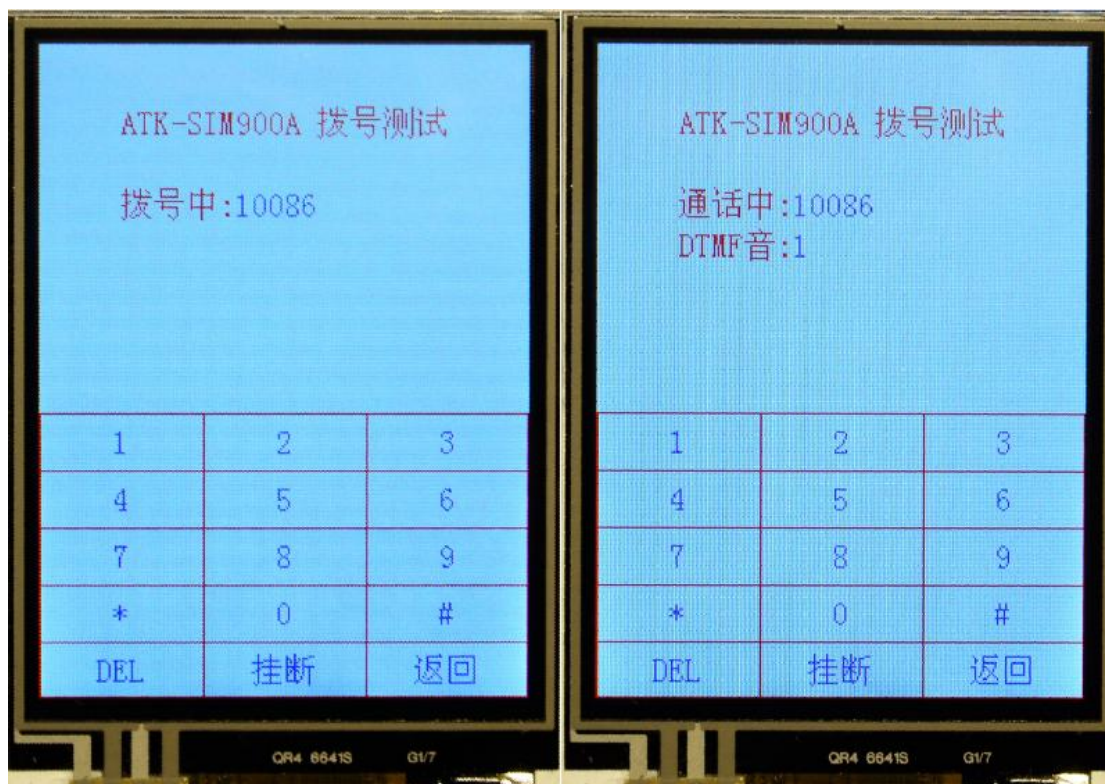 ATK-SIM900A 拨号测试
拨号中:10086
1 2 3
4 5 6
7 8 9
* 0 #
DEL 挂断 返回
QR4 6641S G1/7
ATK-SIM900A 拨号测试
通话中:10086
DTMF音:1
1 2 3
4 5 6
7 8 9
* 0 #
DEL 挂断 返回
QR4 6641S G1/7